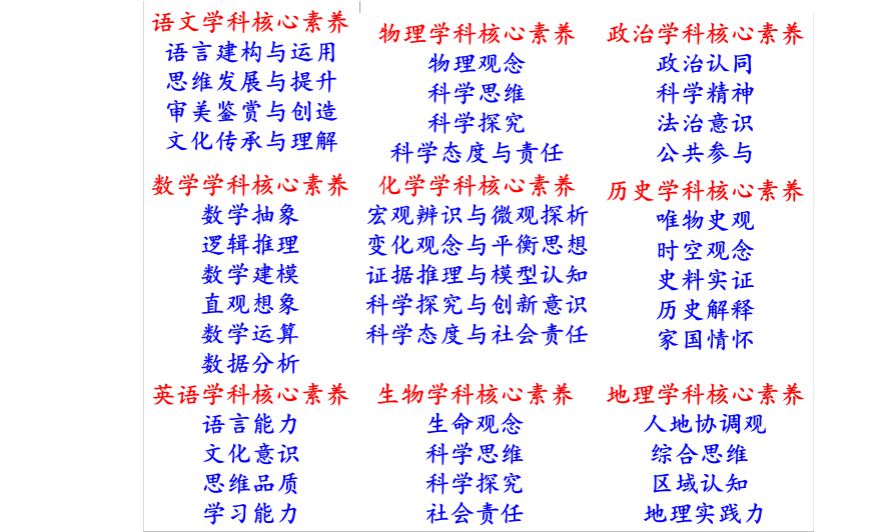 语文学科核心素养
语言建构与运用
思维发展与提升
审美鉴赏与创造
文化传承与理解
物理学科核心素养
物理观念
科学思维
科学探究
科学态度与责任
政治学科核心素养
政治认同
科学精神
法治意识
公共参与
数学学科核心素养
数学抽象
逻辑推理
数学建模
直观想象
数学运算
数据分析
化学学科核心素养
宏观辨识与微观探析
变化观念与平衡思想
证据推理与模型认知
科学探究与创新意识
科学态度与社会责任
历史学科核心素养
唯物史观
时空观念
史料实证
历史解释
家国情怀
英语学科核心素养
语言能力
文化意识
思维品质
学习能力
生物学科核心素养
生命观念
科学思维
科学探究
社会责任
地理学科核心素养
人地协调观
综合思维
区域认知
地理实践力